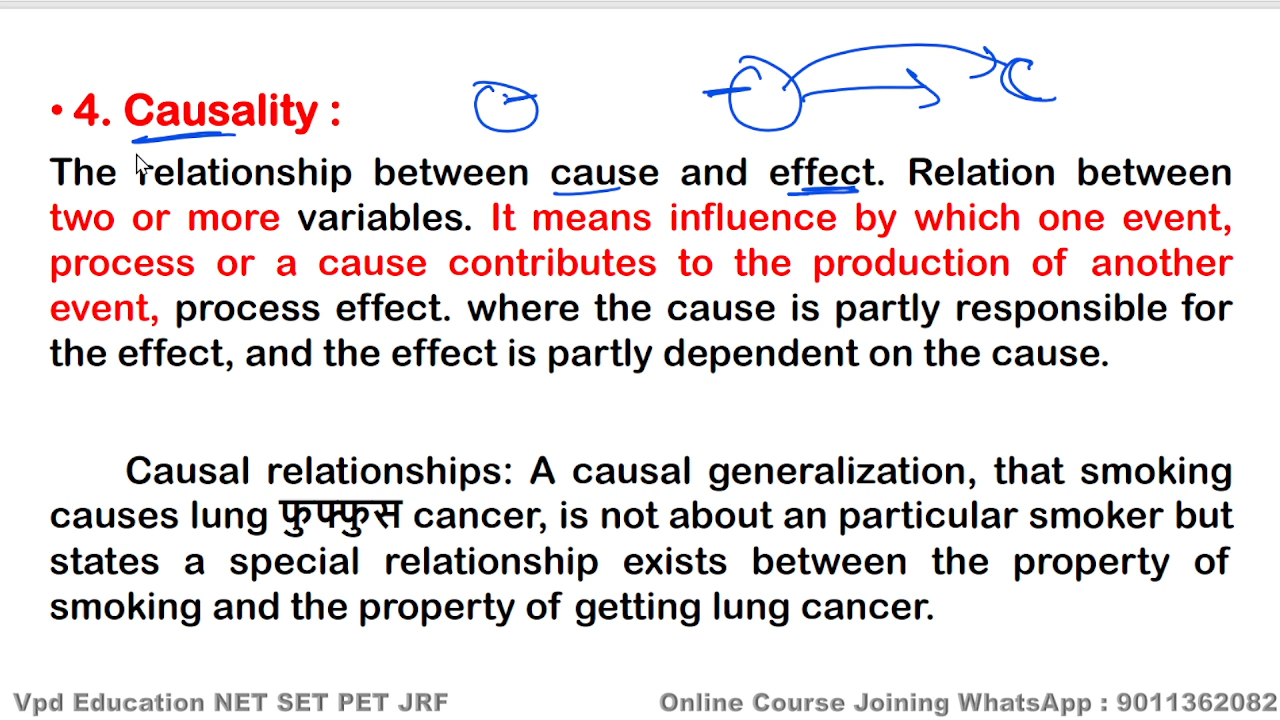 • 4. Causality :
The relationship between cause and effect. Relation between
two or more variables. It means influence by which one event,
process or a cause contributes to the production of another
event, process effect. where the cause is partly responsible for
the effect, and the effect is partly dependent on the cause.
Causal relationships: A causal generalization, that smoking
causes lung फुफ्फुस cancer, is not about an particular smoker but
states a special relationship exists between the property of
smoking and the property of getting lung cancer.
Vpd Education NET SET PET JRF
Online Course Joining WhatsApp : 9011362082